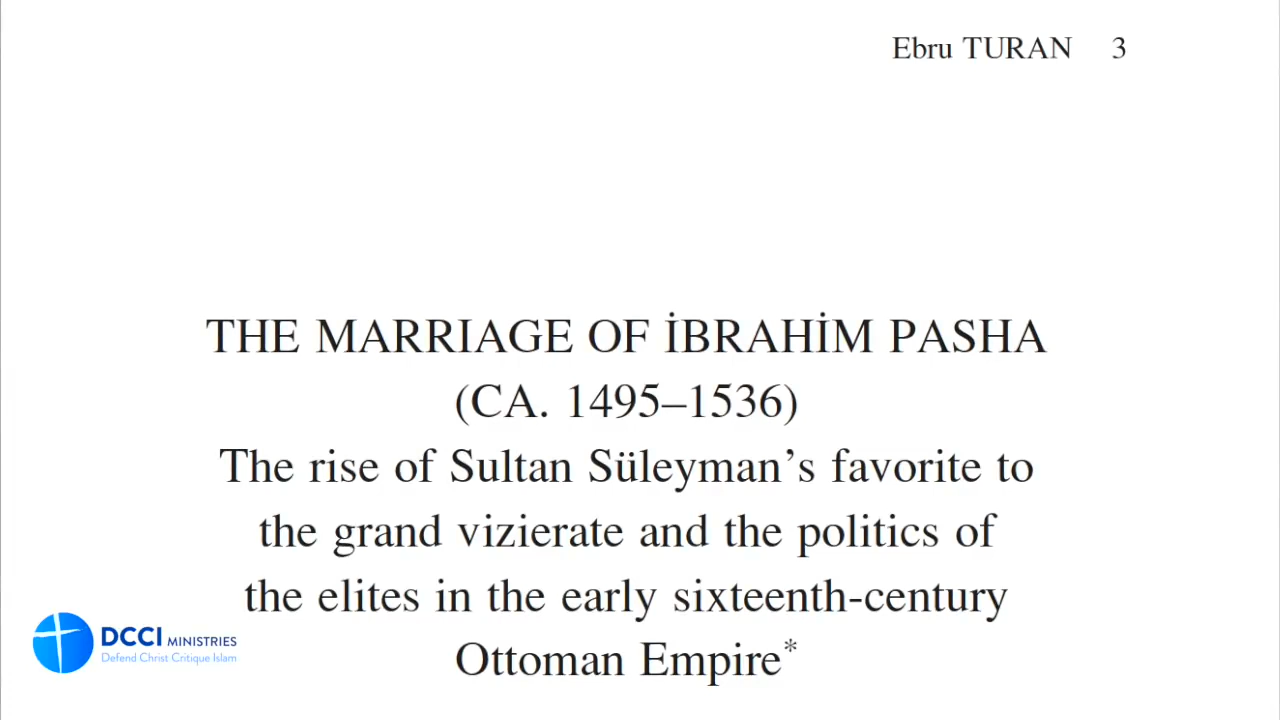 Ebru TURAN 3
THE MARRIAGE OF İBRAHİM PASHA
(CA. 1495–1536)
The rise of Sultan Süleyman’s favorite to
the grand vizierate and the politics of
the elites in the early sixteenth-century
Ottoman Empire*
DCCI MINISTRIES
Defend Christ Critique Islam